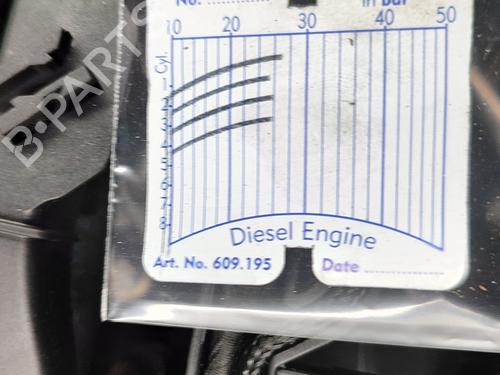 No. ............... in bar
10 20 30 40 50
Cyl.
1
2
3
4
5
6
7
8
Diesel Engine
Art. No. 609.195 Date ...............
B-PARTS